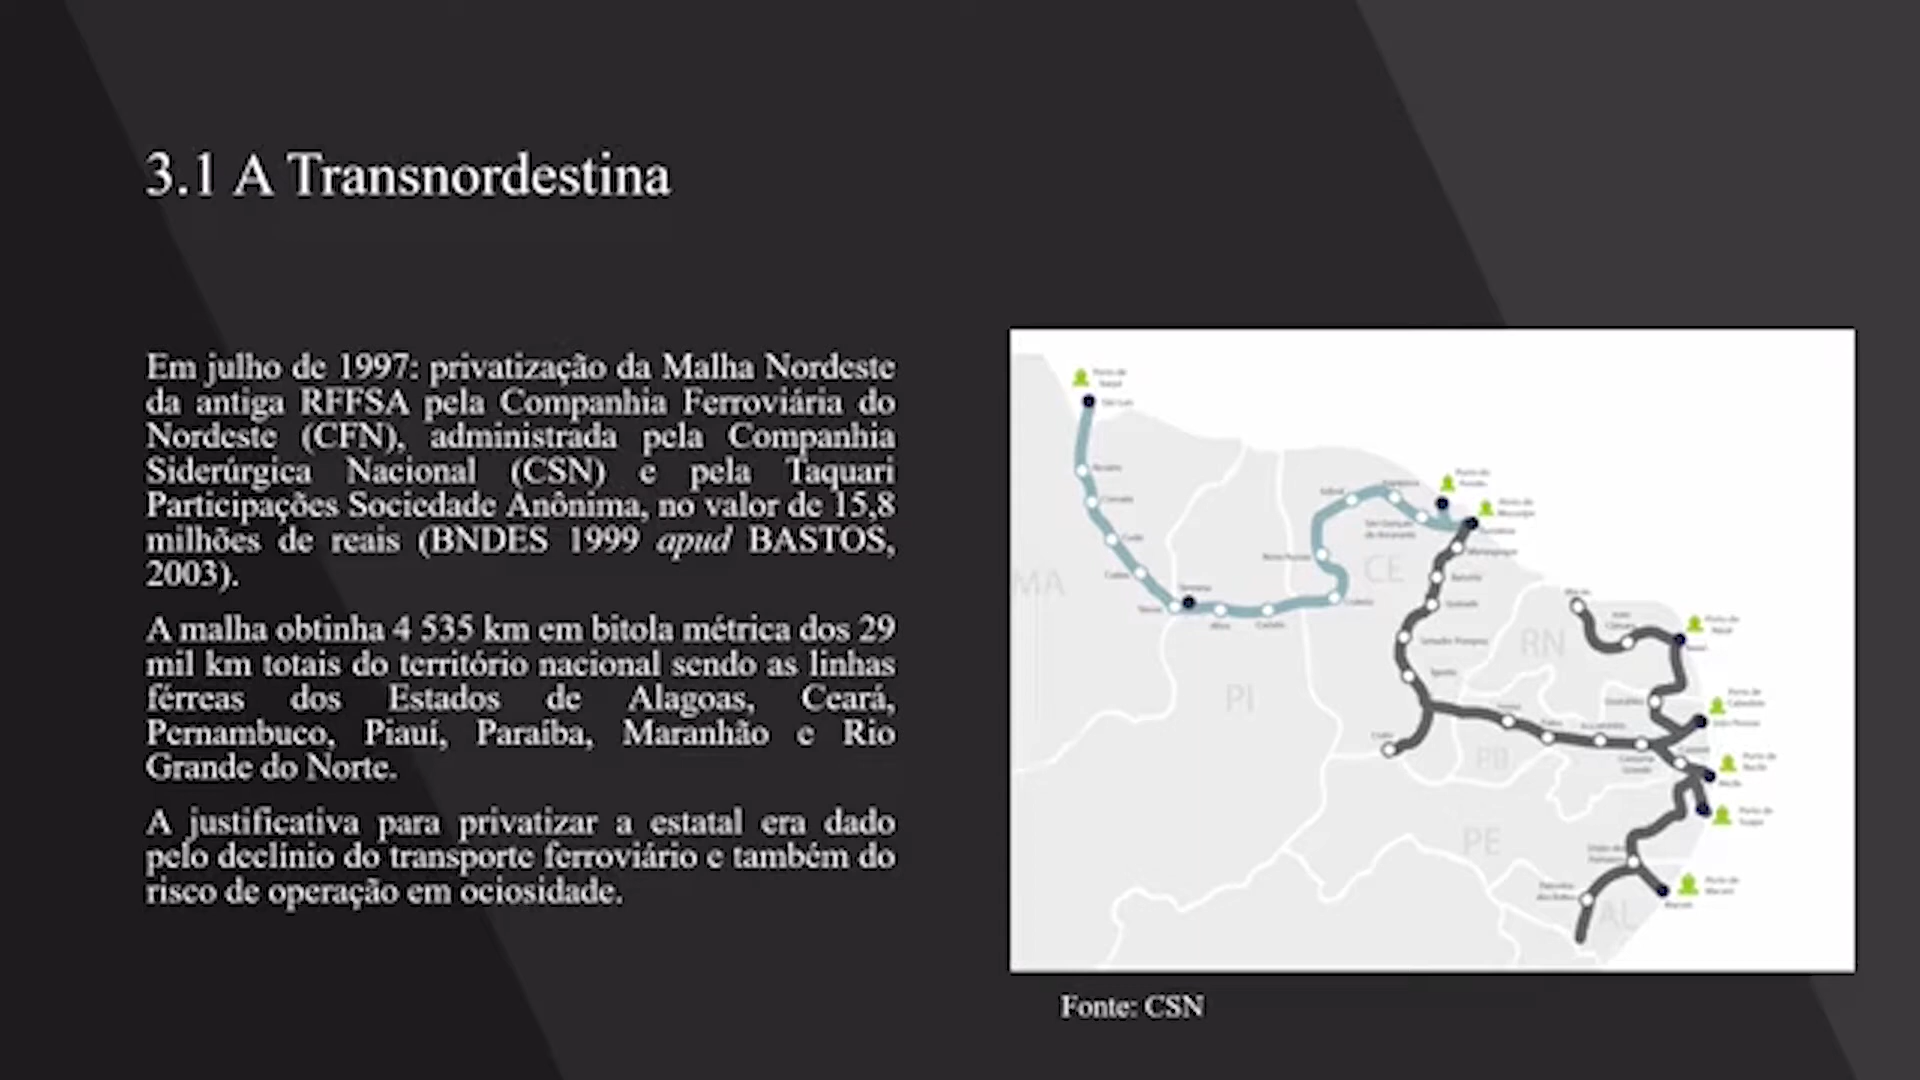 3.1 A Transnordestina
Em julho de 1997: privatização da Malha Nordeste
da antiga RFFSA pela Companhia Ferroviária do
Nordeste (CFN), administrada pela Companhia
Siderúrgica Nacional (CSN) e pela Taquari
Participações Sociedade Anônima, no valor de 15,8
milhões de reais (BNDES 1999 apud BASTOS,
2003).
A malha obtinha 4 535 km em bitola métrica dos 29
mil km totais do território nacional sendo as linhas
férreas dos Estados de Alagoas, Ceará,
Pernambuco, Piauí, Paraíba, Maranhão e Rio
Grande do Norte.
A justificativa para privatizar a estatal era dado
pelo declínio do transporte ferroviário e também do
risco de operação em ociosidade.
MA
CE
RN
PI
PB
PE
AL
Fonte: CSN